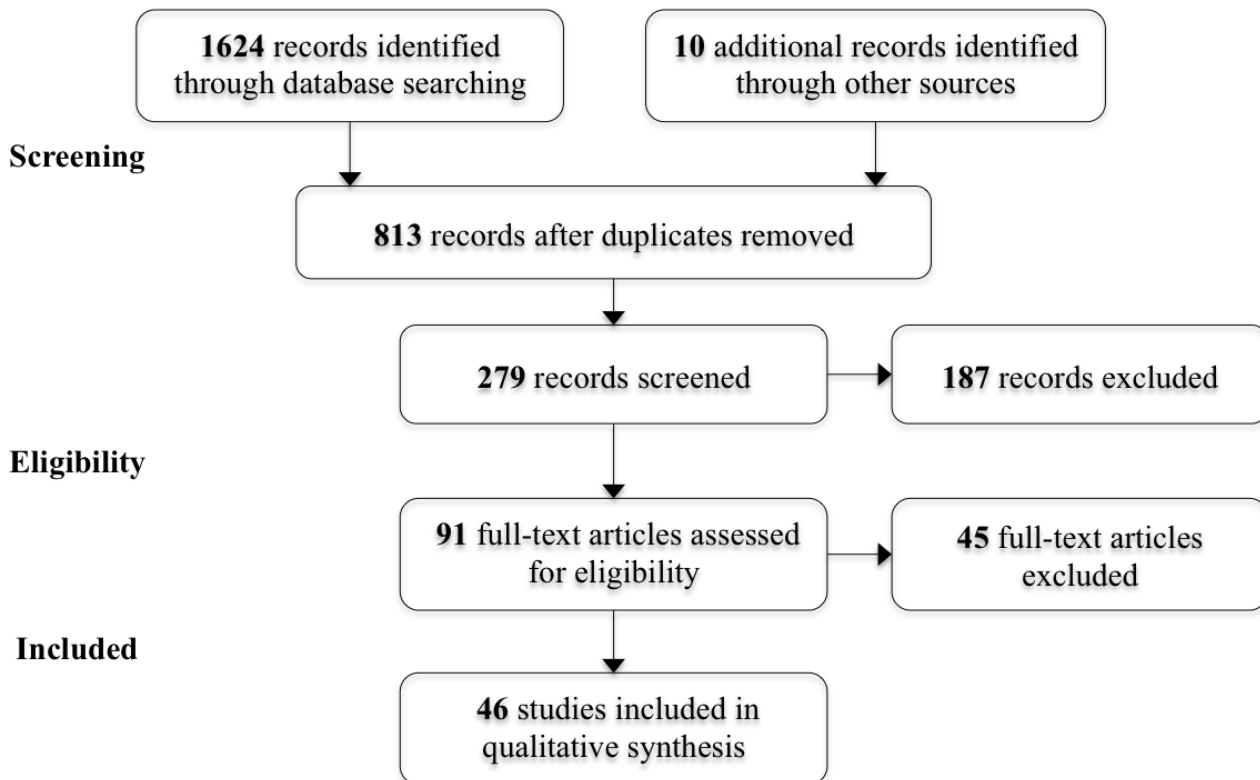 1624 records identified
through database searching
10 additional records identified
through other sources
Screening
813 records after duplicates removed
279 records screened
187 records excluded
Eligibility
91 full-text articles assessed
for eligibility
45 full-text articles
excluded
Included
46 studies included in
qualitative synthesis